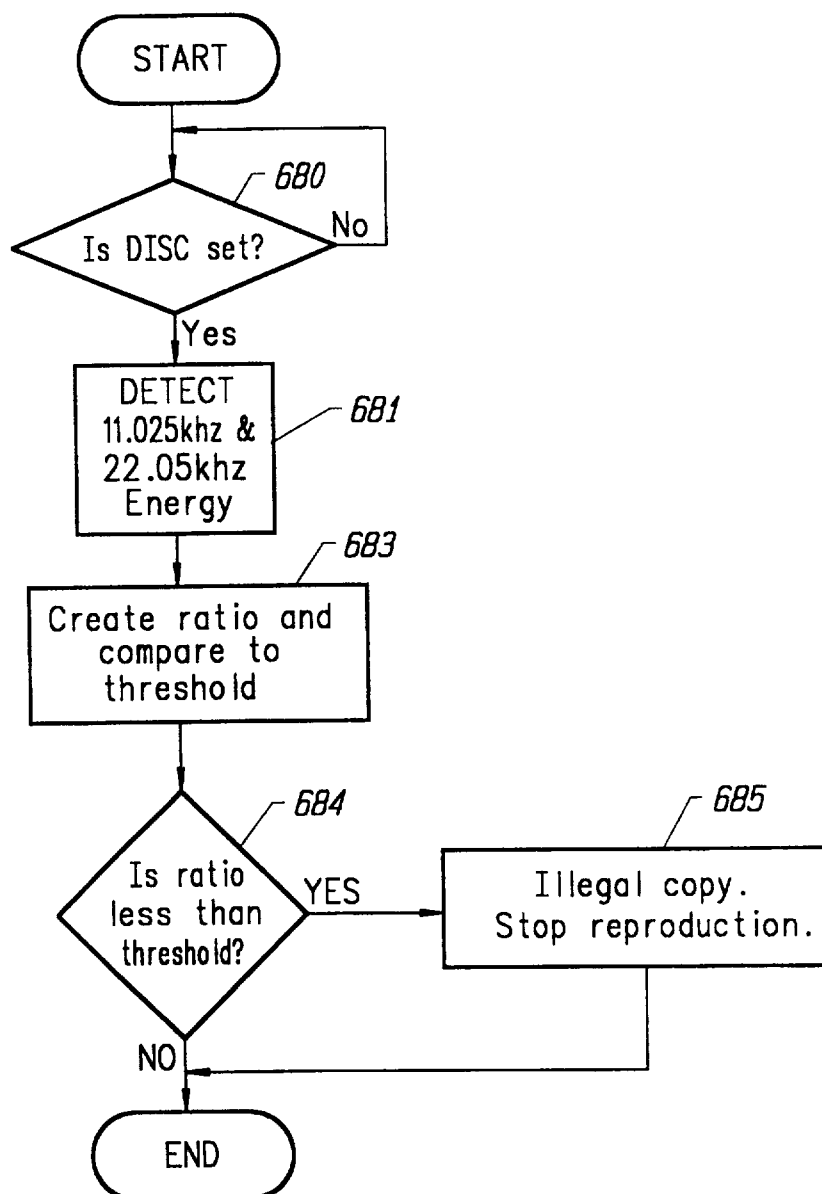 START
680
Is DISC set?
No
Yes
DETECT
11.025khz &
22.05khz
Energy
681
683
Create ratio and
compare to
threshold
684
Is ratio
less than
threshold?
YES
685
Illegal copy.
Stop reproduction.
NO
END